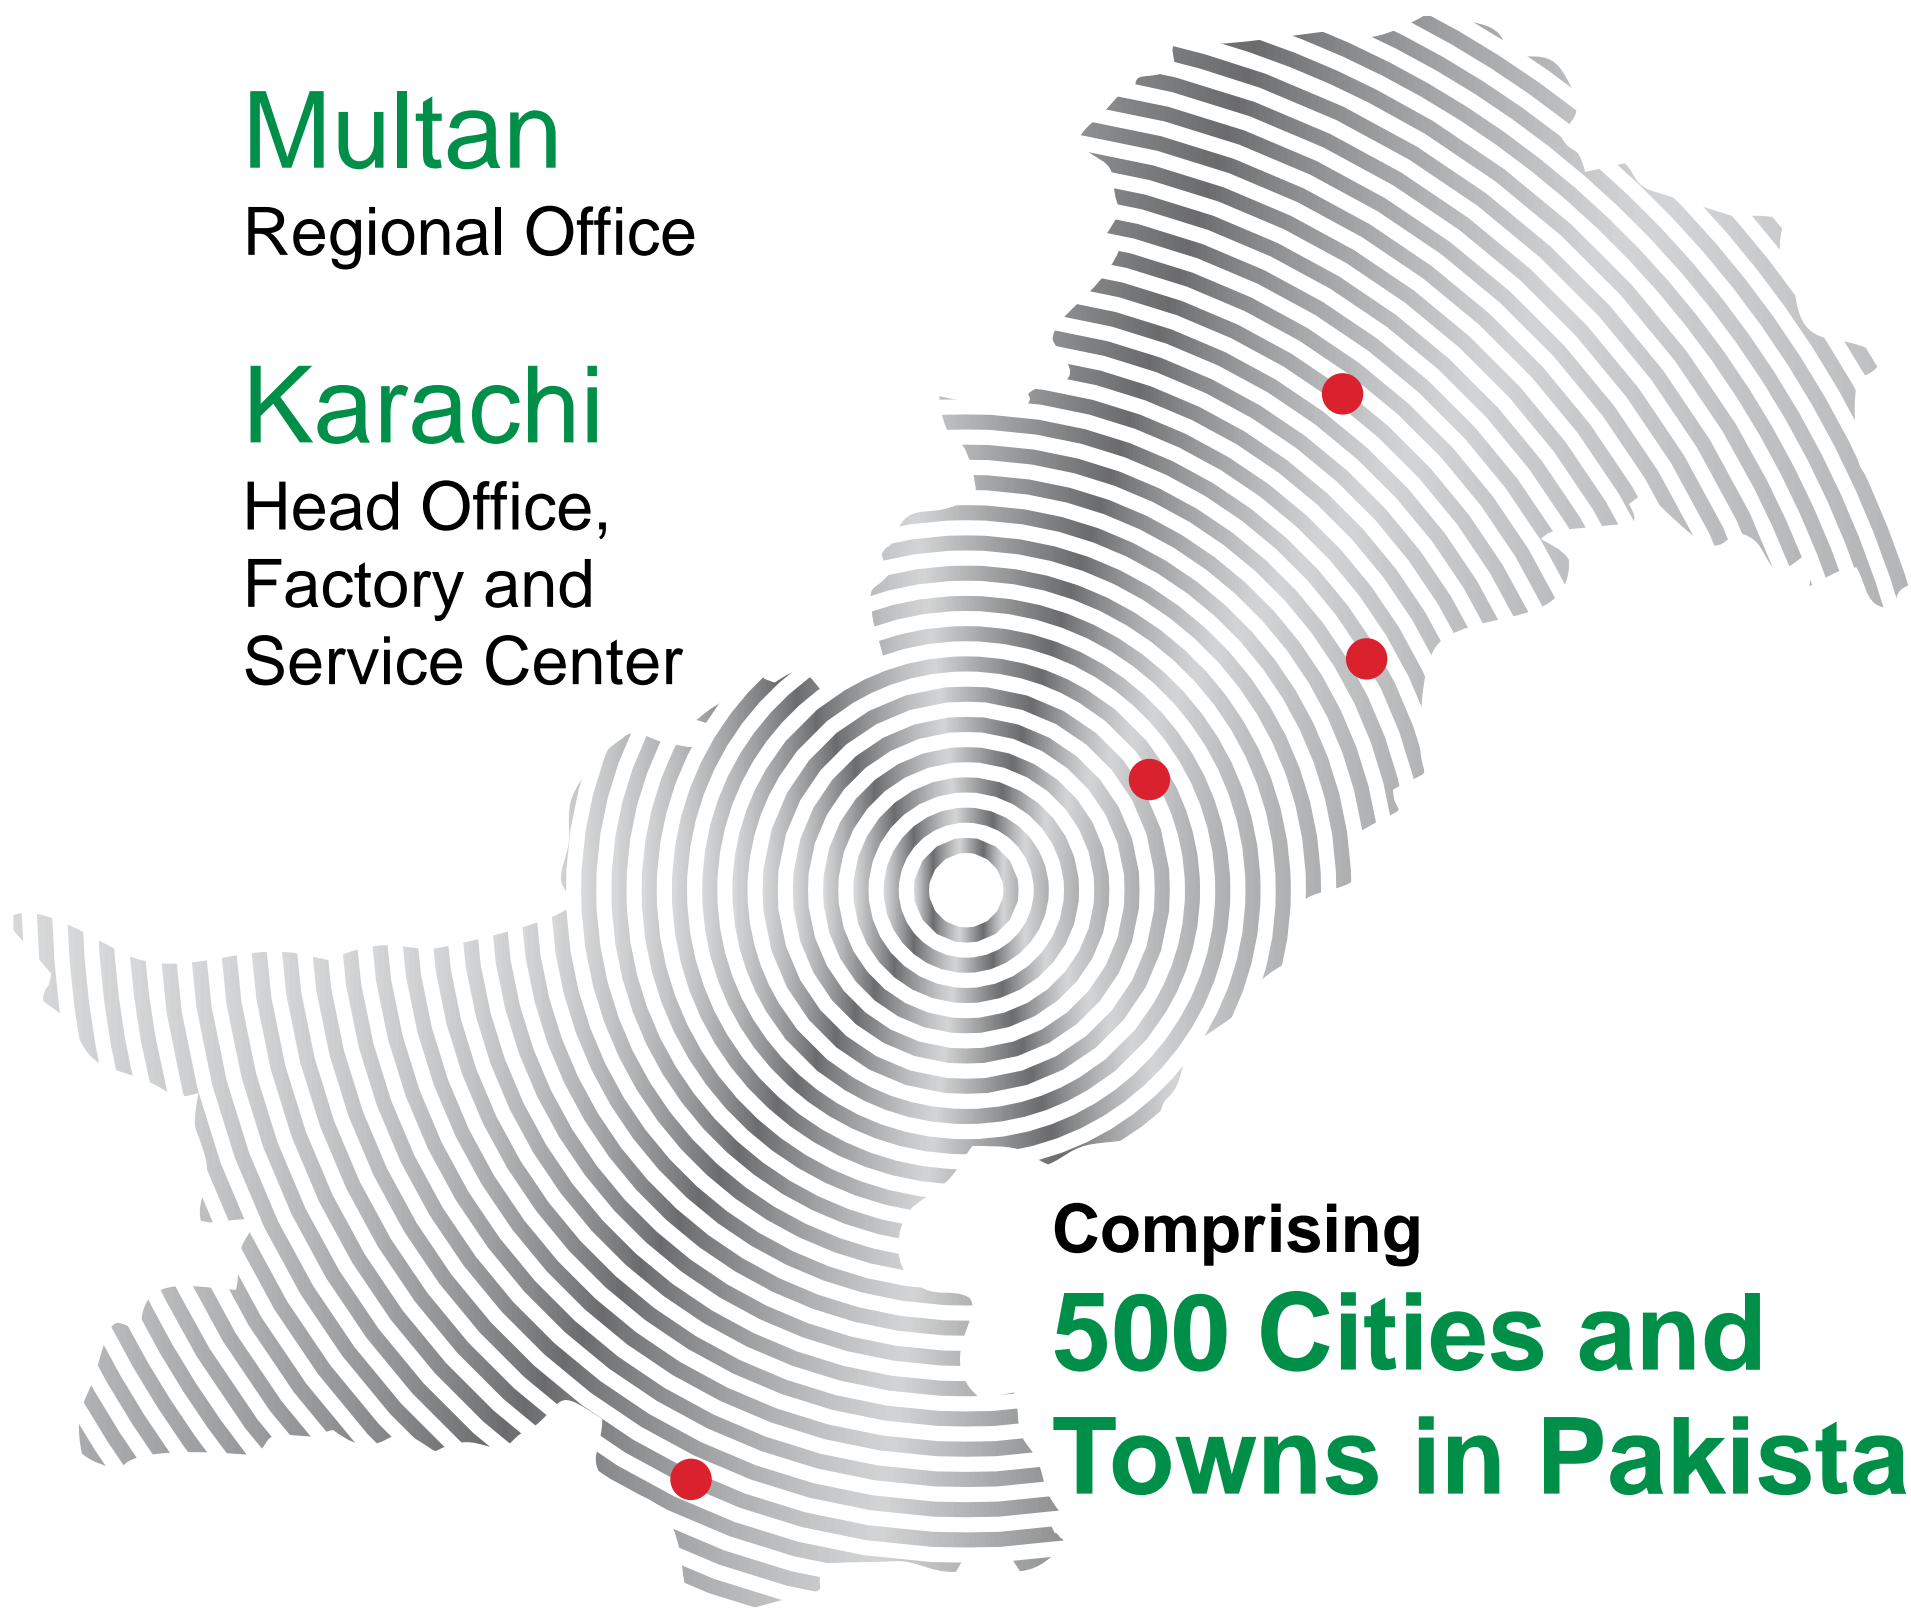 Multan
Regional Office
Karachi
Head Office,
Factory and
Service Center
Comprising
500 Cities and
Towns in Pakista